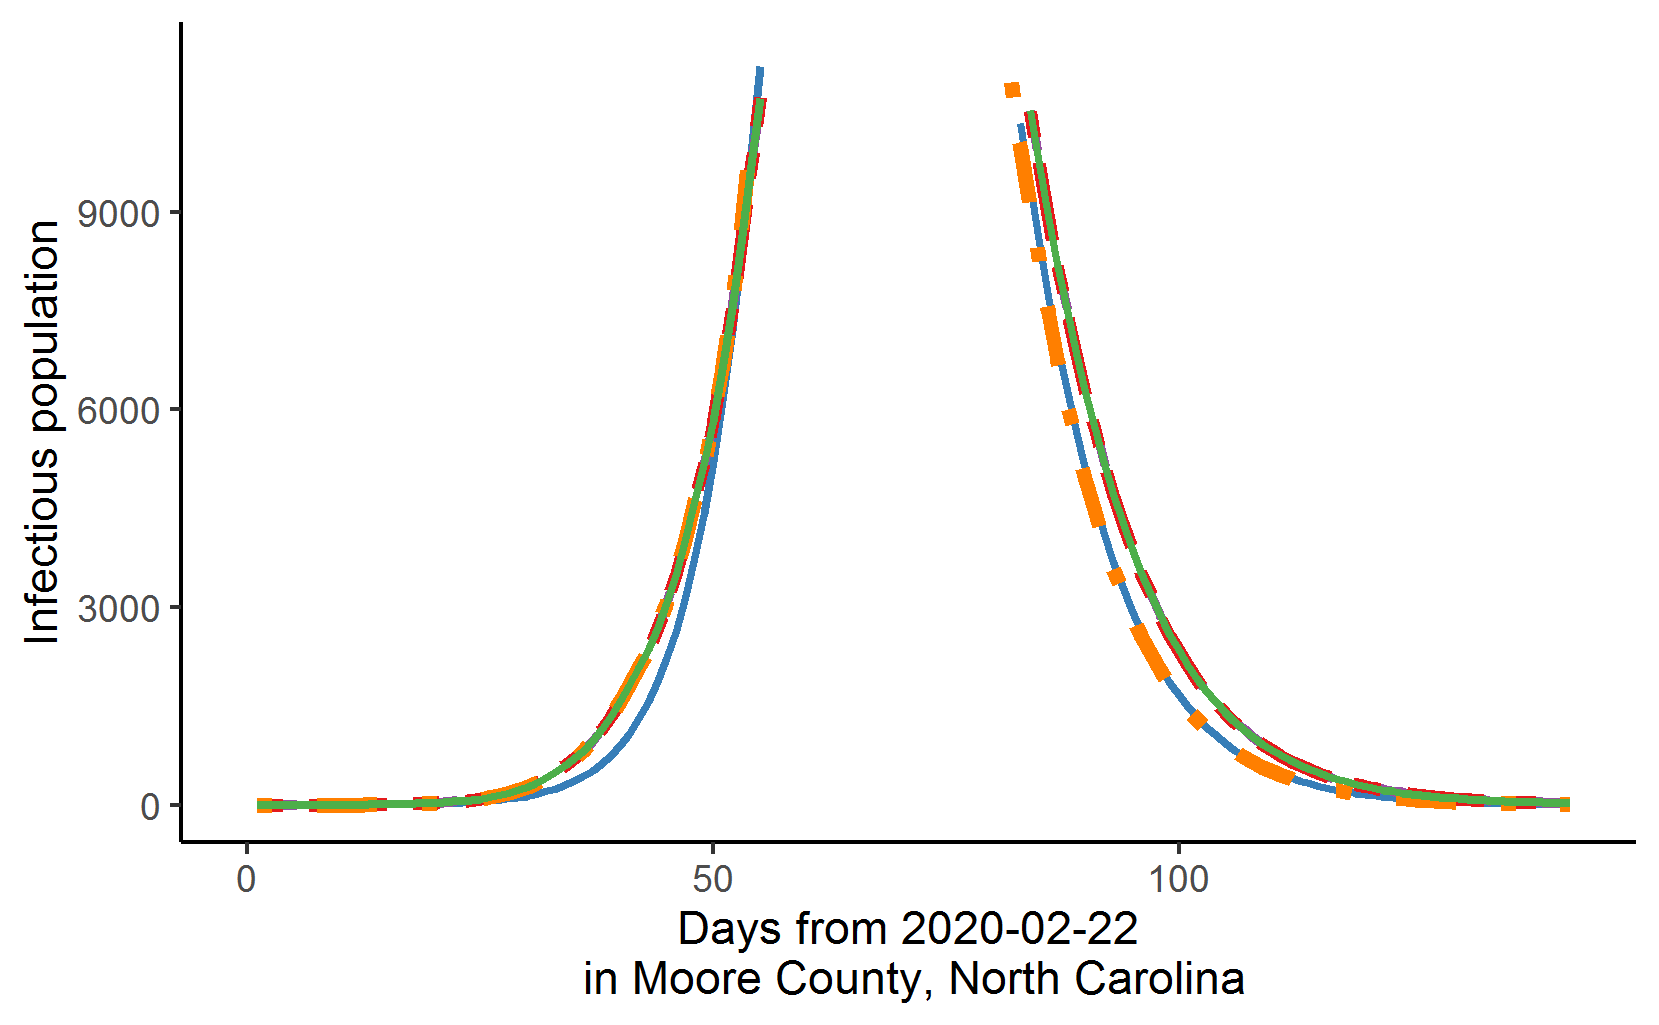 Infectious population
9000
6000
3000
0
0
50
100
Days from 2020-02-22
in Moore County, North Carolina